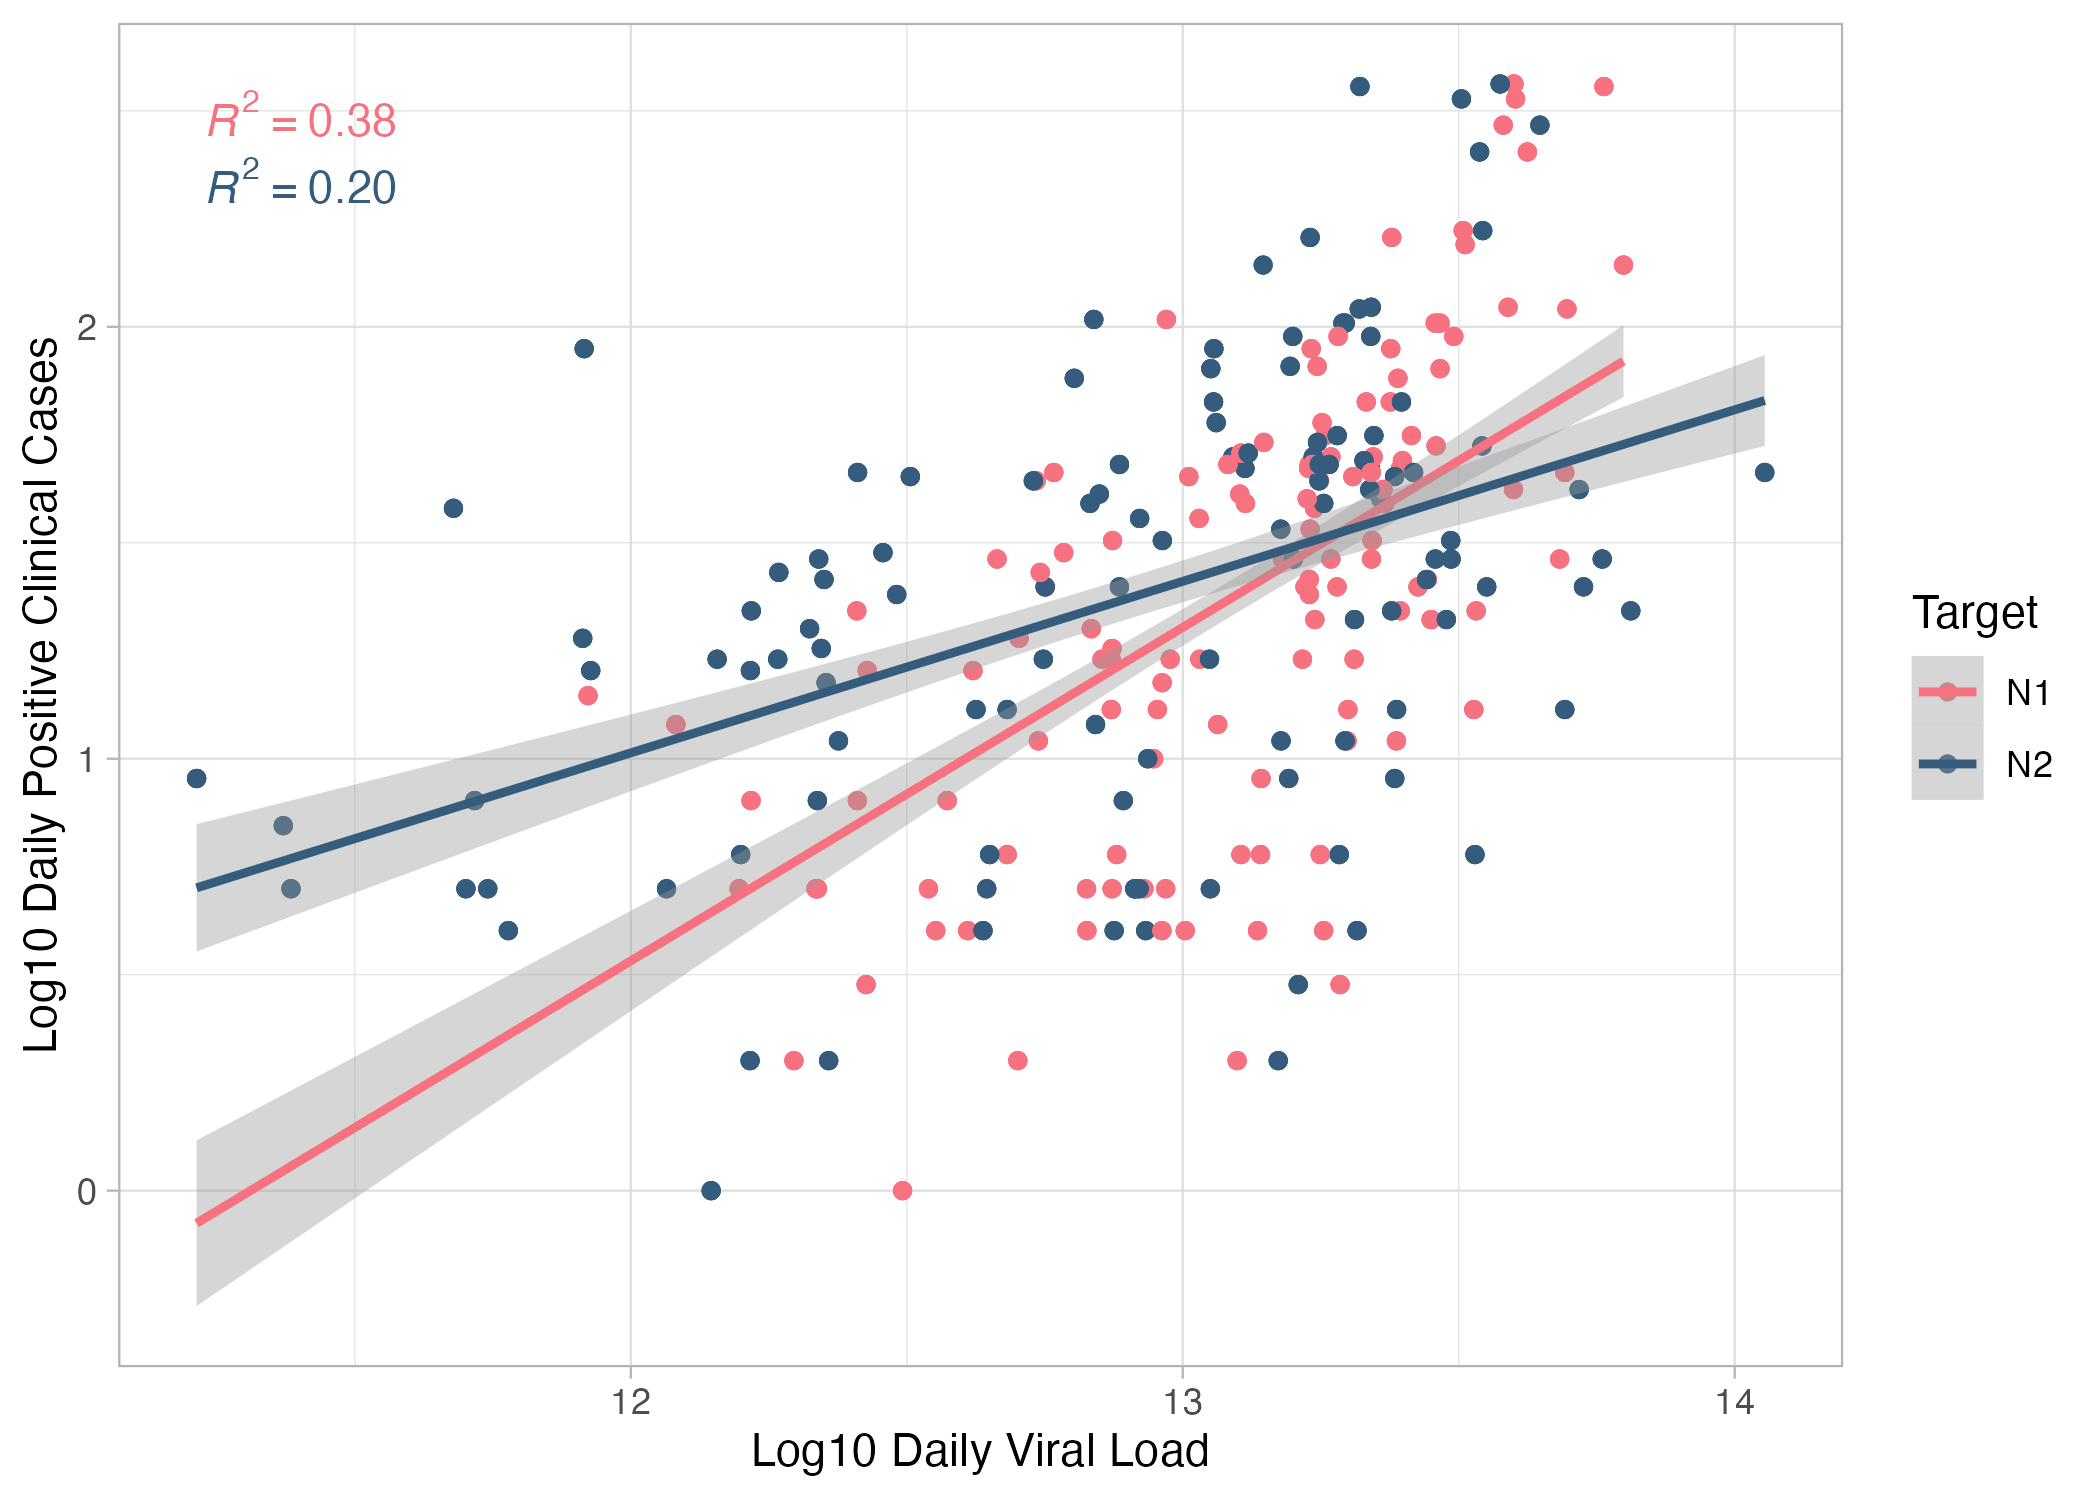 R² = 0.38
R² = 0.20
2
1
0
Log10 Daily Positive Clinical Cases
12
13
14
Log10 Daily Viral Load
Target
N1
N2